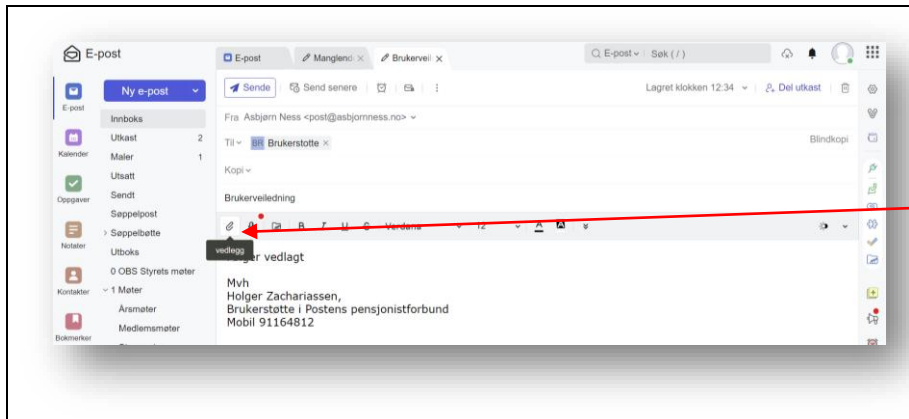 E-post
E-post Manglend × Brukerveil ×
E-post Søk ( / )
Ny e-post
Sende Send senere
Lagret klokken 12:34 Del utkast
E-post
Innboks
Fra Asbjørn Ness <post@asbjornness.no>
Utkast 2
Til BR Brukerstotte ×
Blindkopi
Kalender
Maler 1
Utsatt
Kopi
Oppgaver
Sendt
Brukerveiledning
Søppelpost
B I U S Verdana 12 A
Notater
Søppelbøtte
vedlegg
Utboks
vedlagt
0 OBS Styrets møter
Mvh
Kontakter
1 Møter
Holger Zachariassen,
Årsmøter
Brukerstøtte i Postens pensjonistforbund
Medlemsmøter
Mobil 91164812
Bokmerker